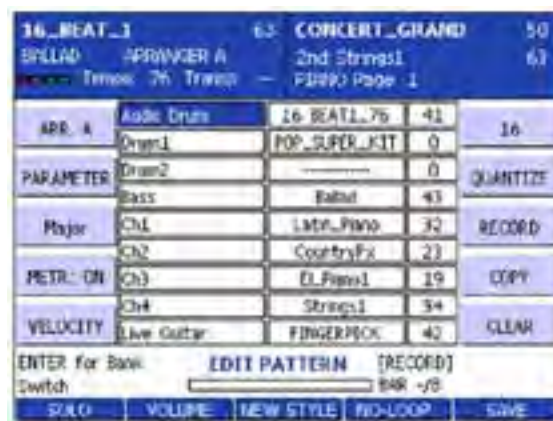 16_BEAT_1 63 CONCERT_GRAND 50
BALLAD ARRANGER A 2nd Strings1 63
Tempo 76 Transp - PIANO Page 1
ARR. A
PARAMETER
Major
METR.: ON
VELOCITY
Audio Drum 16_BEAT1_76 41
Drum1 POP_SUPER_KIT 0
Drum2 ------------ 0
Bass Ballad 43
Ch1 Latin_Piano 32
Ch2 CountryFx 23
Ch3 El_Piano1 19
Ch4 Strings1 34
Live Guitar FINGERPICK 42
16
QUANTIZE
RECORD
COPY
CLEAR
ENTER for Bank EDIT PATTERN [RECORD]
Switch BAR -/8
SOLO VOLUME NEW STYLE NO-LOOP SAVE